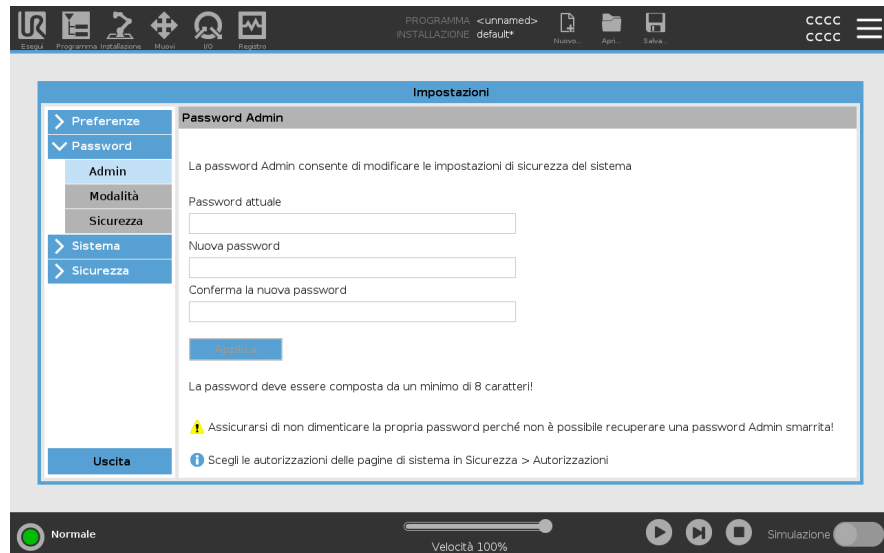 PROGRAMMA <unnamed>
INSTALLAZIONE default*
UR
Esegui
Programma
Installazione
Muovi
I/O
Registro
Nuovo...
Apri...
Salva...
cccc
cccc
Impostazioni
Preferenze
Password
Admin
Modalità
Sicurezza
Sistema
Sicurezza
Uscita
Password Admin
La password Admin consente di modificare le impostazioni di sicurezza del sistema
Password attuale
Nuova password
Conferma la nuova password
Applica
La password deve essere composta da un minimo di 8 caratteri!
Assicurarsi di non dimenticare la propria password perché non è possibile recuperare una password Admin smarrita!
Scegli le autorizzazioni delle pagine di sistema in Sicurezza > Autorizzazioni
Normale
Velocità 100%
Simulazione